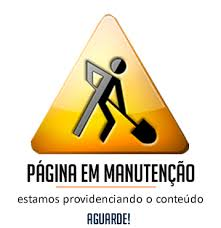 PÁGINA EM MANUTENÇÃO
estamos providenciando o conteúdo
AGUARDE!